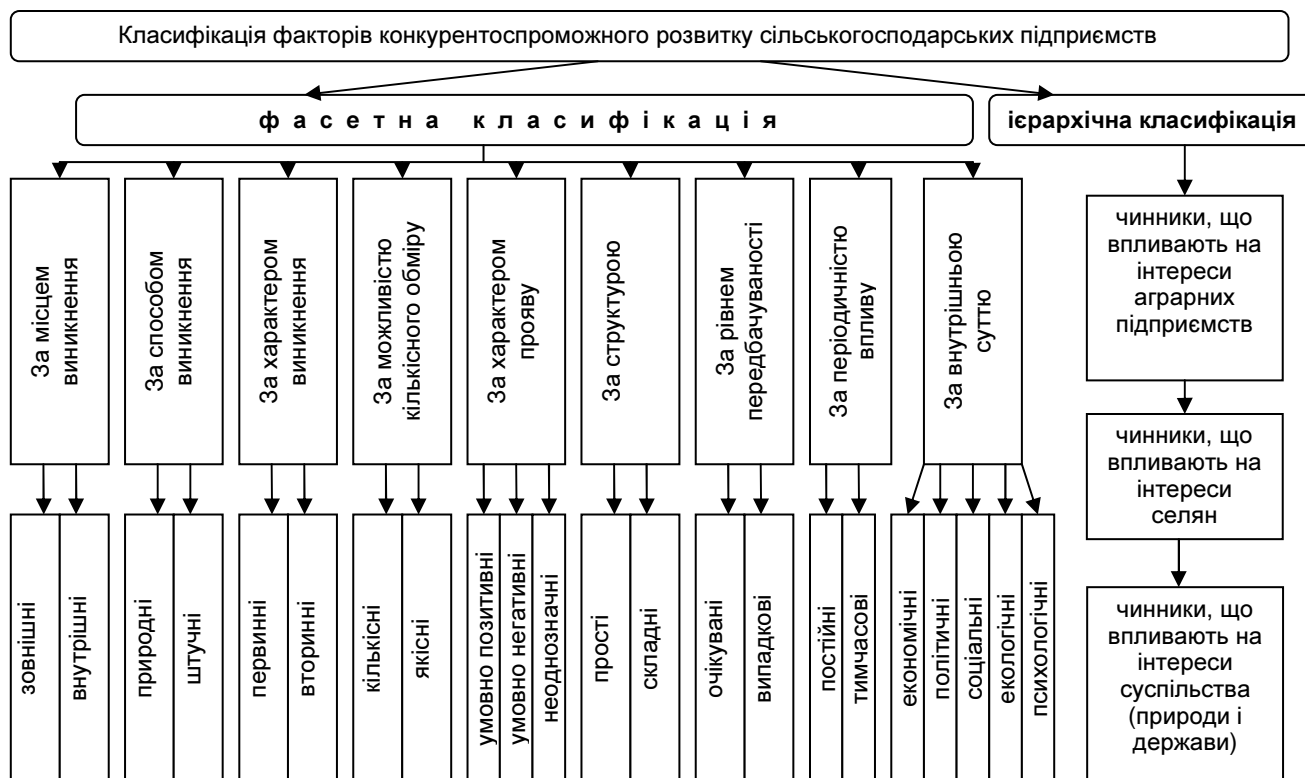 Класифікація факторів конкурентоспроможного розвитку сільськогосподарських підприємств
фасетна класифікація
ієрархічна класифікація
За місцем
виникнення
За способом
виникнення
За характером
виникнення
За можливістю
кількісного обміру
За характером
прояву
За структурою
За рівнем
передбачуваності
За періодичністю
впливу
За внутрішньою
суттю
зовнішні
внутрішні
природні
штучні
первинні
вторинні
кількісні
якісні
умовно позитивні
умовно негативні
неоднозначні
прості
складні
очікувані
випадкові
постійні
тимчасові
економічні
політичні
соціальні
екологічні
психологічні
чинники, що
впливають на
інтереси
аграрних
підприємств
чинники, що
впливають на
інтереси
селян
чинники, що
впливають на
інтереси
суспільства
(природи і
держави)